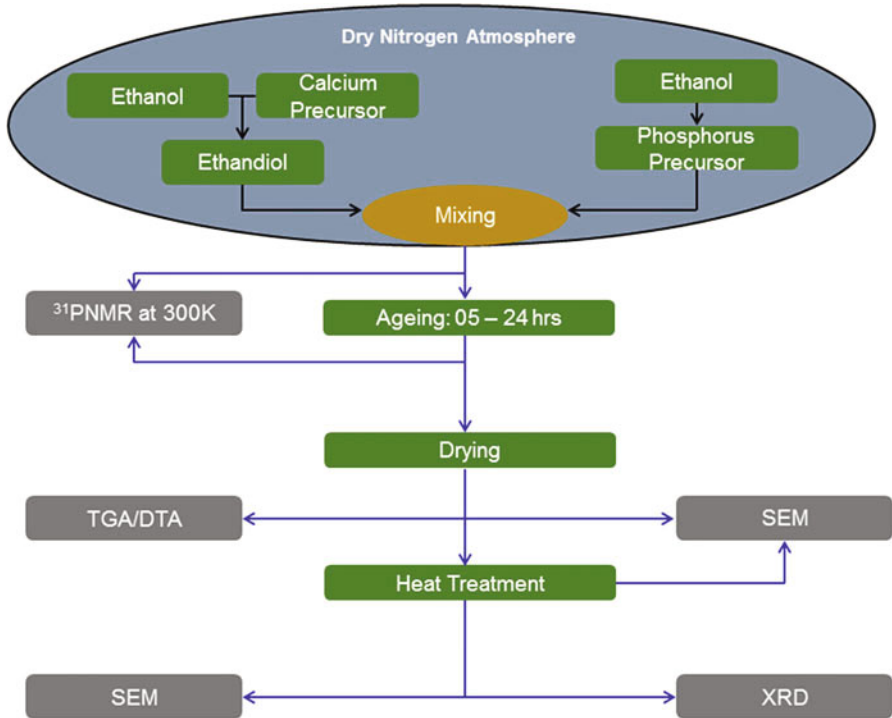 Dry Nitrogen Atmosphere
Ethanol
Calcium
Precursor
Ethanol
Ethandiol
Phosphorus
Precursor
Mixing
³¹PNMR at 300K
Ageing: 05 – 24 hrs
Drying
TGA/DTA
SEM
Heat Treatment
SEM
XRD